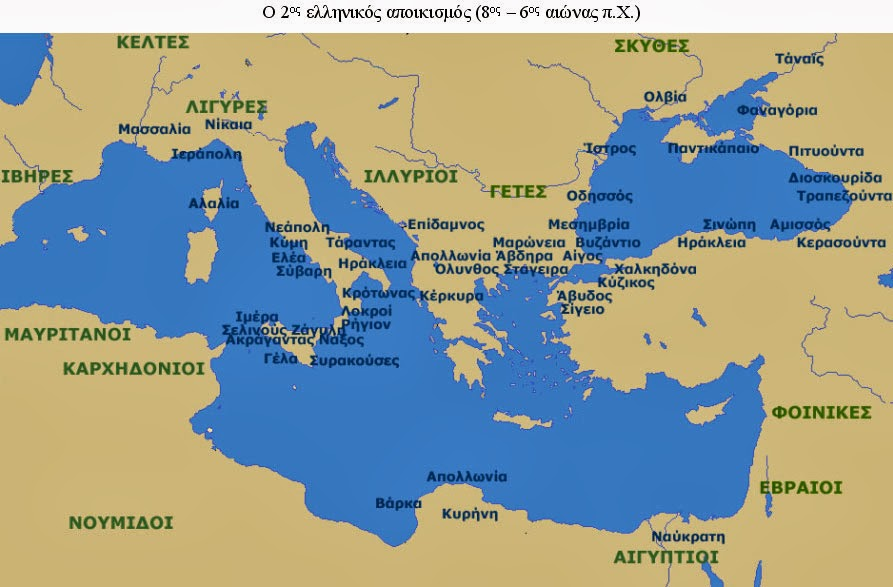 Ο 2ος ελληνικός αποικισμός (8ος – 6ος αιώνας π.Χ.)
ΚΕΛΤΕΣ
ΣΚΥΘΕΣ
Τάναϊς
Ολβία
ΛΙΓΥΡΕΣ
Φαναγόρια
Μασσαλία
Νίκαια
Ιεράπολη
Ίστρος
Παντικάπαιο
Πιτυούντα
ΙΒΗΡΕΣ
ΙΛΛΥΡΙΟΙ
Διοσκουρίδα
ΓΕΤΕΣ
Οδησσός
Τραπεζούντα
Αλαλία
Νεάπολη
Επίδαμνος
Μεσημβρία
Σινώπη
Αμισσός
Κύμη
Τάραντας
Μαρώνεια
Βυζάντιο
Ηράκλεια
Κερασούντα
Ελέα
Απολλωνία
Άβδηρα
Αίγος
Σύβαρη
Ηράκλεια
Όλυνθος
Στάγειρα
Χαλκηδόνα
Κύζικος
Κρότωνας
Κέρκυρα
Άβυδος
Σίγειο
Ιμέρα
Λοκροί
Σελινούς
Ζάγκλη
Ρήγιον
ΜΑΥΡΙΤΑΝΟΙ
Ακράγαντας
Νάξος
Γέλα
Συρακούσες
ΚΑΡΧΗΔΟΝΙΟΙ
ΦΟΙΝΙΚΕΣ
Απολλωνία
ΕΒΡΑΙΟΙ
Βάρκα
Κυρήνη
ΝΟΥΜΙΔΟΙ
Ναύκρατη
ΑΙΓΥΠΤΙΟΙ